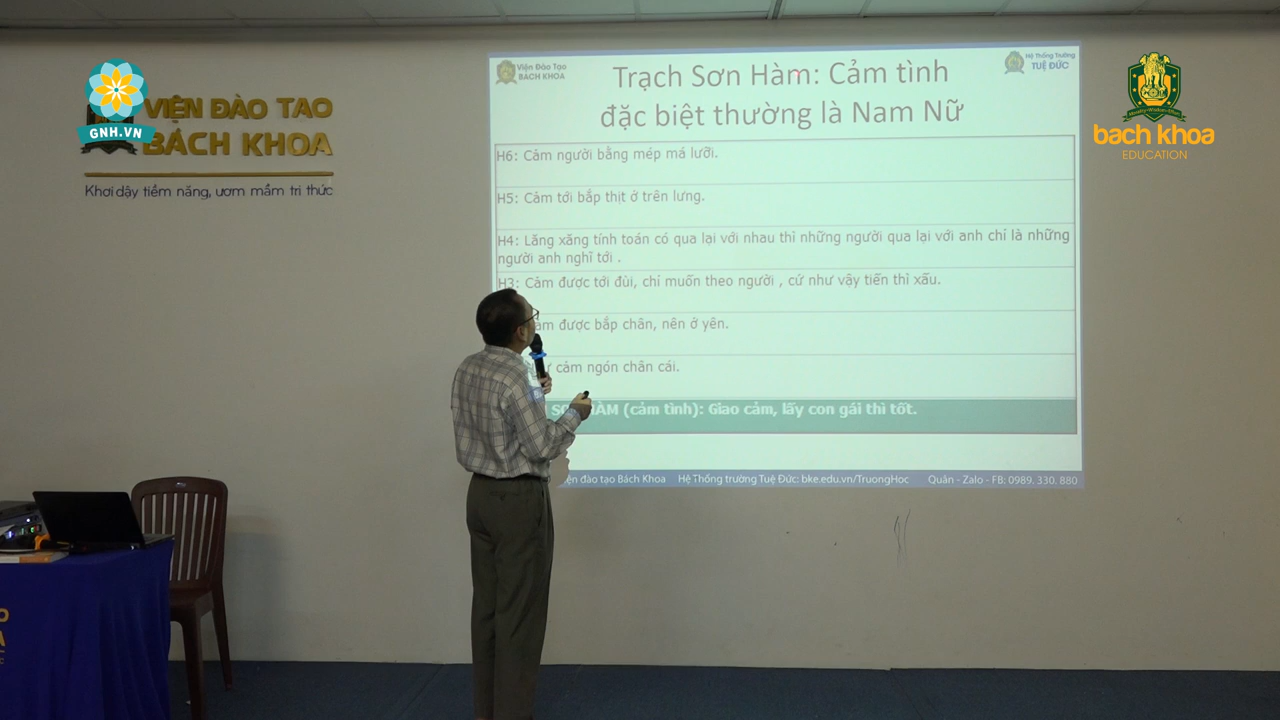 GNH.VN
VIỆN ĐÀO TẠO
BÁCH KHOA
Khơi dậy tiềm năng, ươm mầm tri thức
bach khoa
EDUCATION
Viện Đào Tạo
BÁCH KHOA
Hệ Thống Trường
TUỆ ĐỨC
Trạch Sơn Hàm: Cảm tình
đặc biệt thường là Nam Nữ
H6: Cảm người bằng mép má lưỡi.
H5: Cảm tới bắp thịt ở trên lưng.
H4: Lăng xăng tính toán có qua lại với nhau thì những người qua lại với anh chỉ là những
người anh nghĩ tới .
H3: Cảm được tới đùi, chỉ muốn theo người , cứ như vậy tiến thì xấu.
được bắp chân, nên ở yên.
cảm ngón chân cái.
(cảm tình): Giao cảm, lấy con gái thì tốt.
đào tạo Bách Khoa Hệ Thống trường Tuệ Đức: bke.edu.vn/TruongHoc Quân - Zalo - FB: 0989. 330. 880